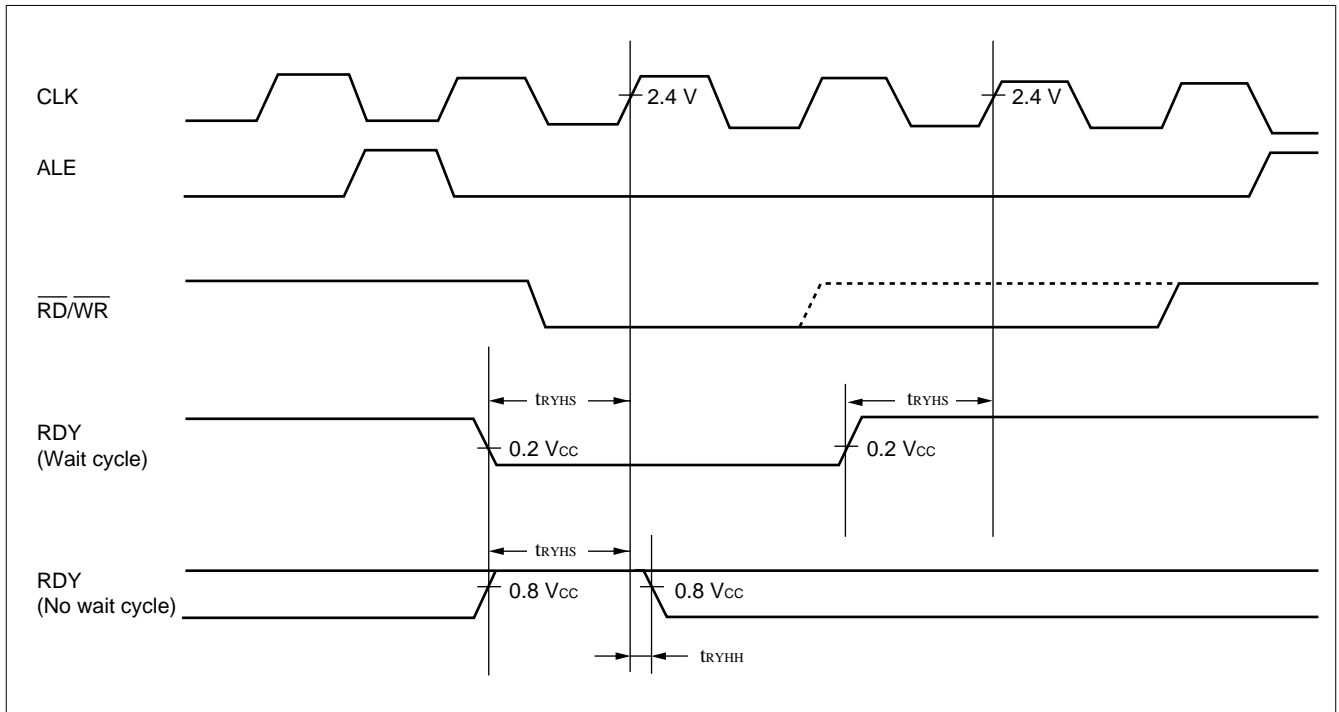 CLK
2.4 V
2.4 V
ALE
RD/WR
tRYHS
tRYHS
RDY
(Wait cycle)
0.2 VCC
0.2 VCC
tRYHS
RDY
(No wait cycle)
0.8 VCC
0.8 VCC
tRYHH